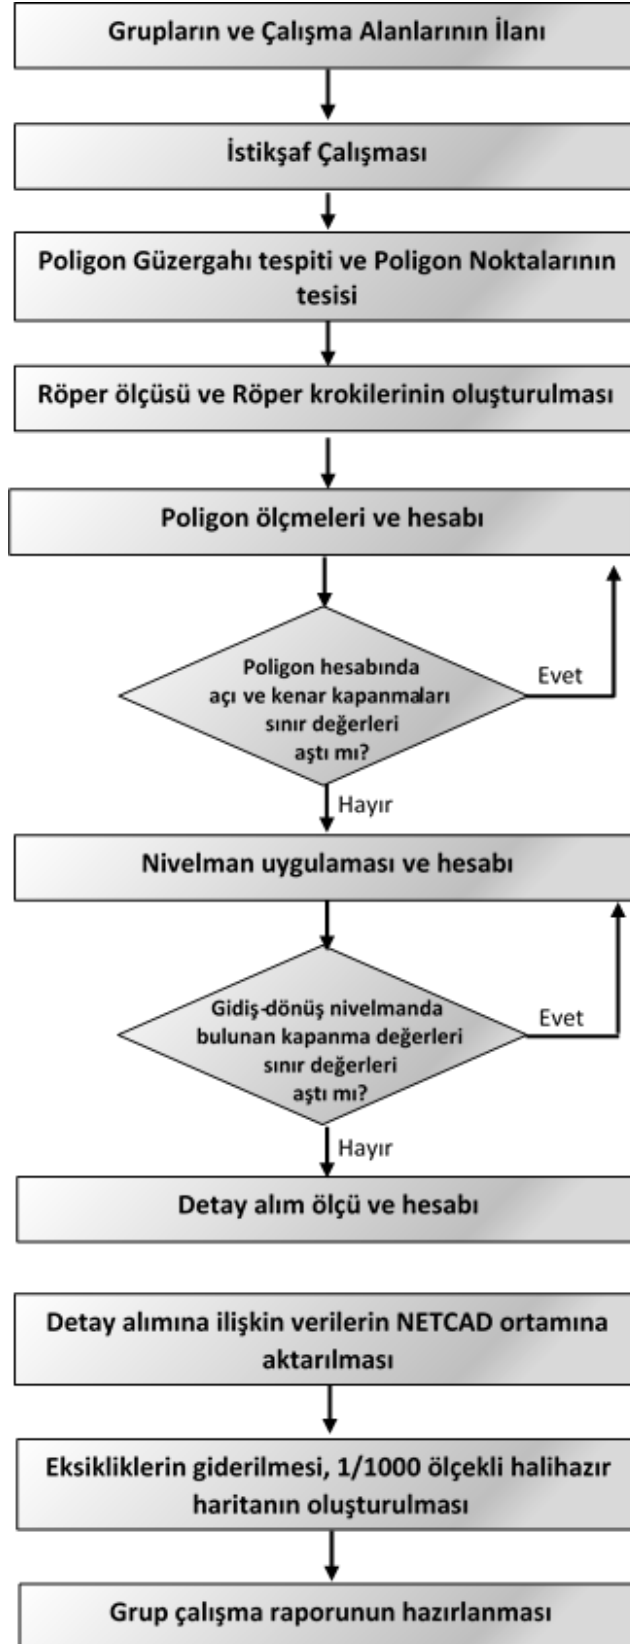 Grupların ve Çalışma Alanlarının İlanı
İstikşaf Çalışması
Poligon Güzergahı tespiti ve Poligon Noktalarının
tesisi
Röper ölçüsü ve Röper krokilerinin oluşturulması
Poligon ölçmeleri ve hesabı
Poligon hesabında
açı ve kenar kapanmaları
sınır değerleri
aştı mı?
Evet
Hayır
Nivelman uygulaması ve hesabı
Gidiş-dönüş nivelmanda
bulunan kapanma değerleri
sınır değerleri
aştı mı?
Evet
Hayır
Detay alım ölçü ve hesabı
Detay alımına ilişkin verilerin NETCAD ortamına
aktarılması
Eksikliklerin giderilmesi, 1/1000 ölçekli halihazır
haritanın oluşturulması
Grup çalışma raporunun hazırlanması